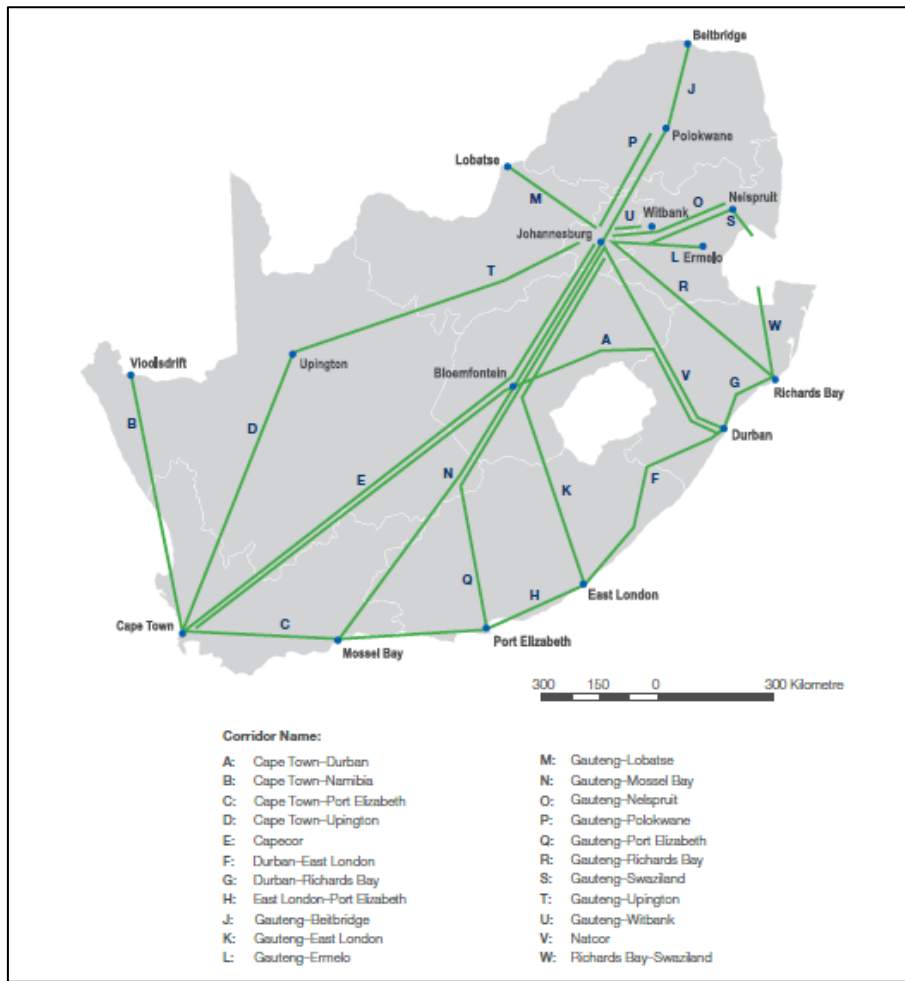 Beitbridge
J
P
Polokwane
Lobatse
M
O
Nelspruit
U
Witbank
S
Johannesburg
L
Ermelo
T
R
A
W
Vioolsdrift
Upington
Bloemfontein
V
G
Richards Bay
B
D
Durban
E
N
K
F
Q
H
East London
Cape Town
C
Mossel Bay
Port Elizabeth
300 150 0 300 Kilometre
Corridor Name:
A: Cape Town–Durban
B: Cape Town–Namibia
C: Cape Town–Port Elizabeth
D: Cape Town–Upington
E: Capecor
F: Durban–East London
G: Durban–Richards Bay
H: East London–Port Elizabeth
J: Gauteng–Beitbridge
K: Gauteng–East London
L: Gauteng–Ermelo
M: Gauteng–Lobatse
N: Gauteng–Mossel Bay
O: Gauteng–Nelspruit
P: Gauteng–Polokwane
Q: Gauteng–Port Elizabeth
R: Gauteng–Richards Bay
S: Gauteng–Swaziland
T: Gauteng–Upington
U: Gauteng–Witbank
V: Natcor
W: Richards Bay–Swaziland